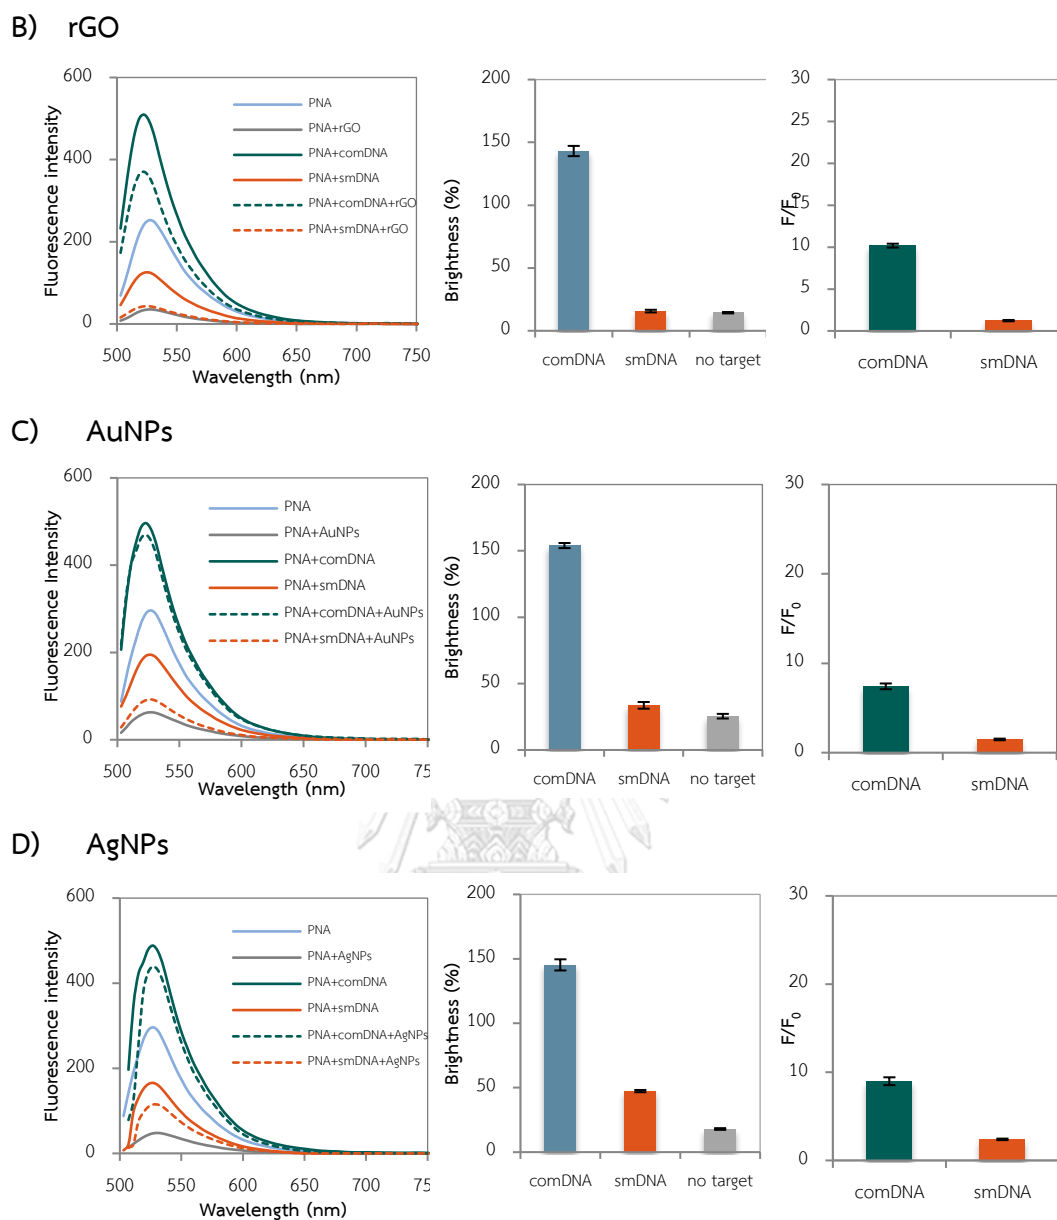 B) rGO
600
400
200
0
500 550 600 650 700 750
Fluorescence intensity
Wavelength (nm)
PNA
PNA+rGO
PNA+comDNA
PNA+smDNA
PNA+comDNA+rGO
PNA+smDNA+rGO
200
150
100
50
0
Brightness (%)
comDNA smDNA no target
30
25
20
15
10
5
0
F/F0
comDNA smDNA
C) AuNPs
600
400
200
0
500 550 600 650 700 75
Fluorescence Intensity
Wavelength (nm)
PNA
PNA+AuNPs
PNA+comDNA
PNA+smDNA
PNA+comDNA+AuNPs
PNA+smDNA+AuNPs
200
150
100
50
0
Brightness (%)
comDNA smDNA no target
30
20
10
0
F/F0
comDNA smDNA
D) AgNPs
600
400
200
0
500 550 600 650 700 75
Fluorescence intensity
Wavelength (nm)
PNA
PNA+AgNPs
PNA+comDNA
PNA+smDNA
PNA+comDNA+AgNPs
PNA+smDNA+AgNPs
200
150
100
50
0
Brightness (%)
comDNA smDNA no target
30
20
10
0
F/F0
comDNA smDNA